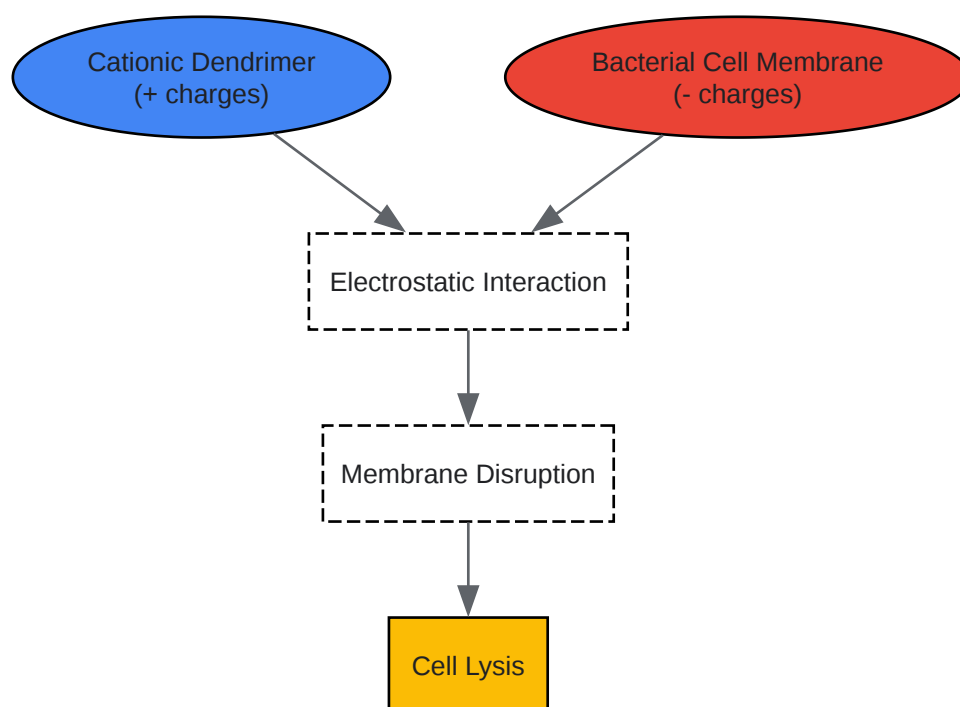 Cationic Dendrimer
(+ charges)
Bacterial Cell Membrane
(- charges)
Electrostatic Interaction
Membrane Disruption
Cell Lysis